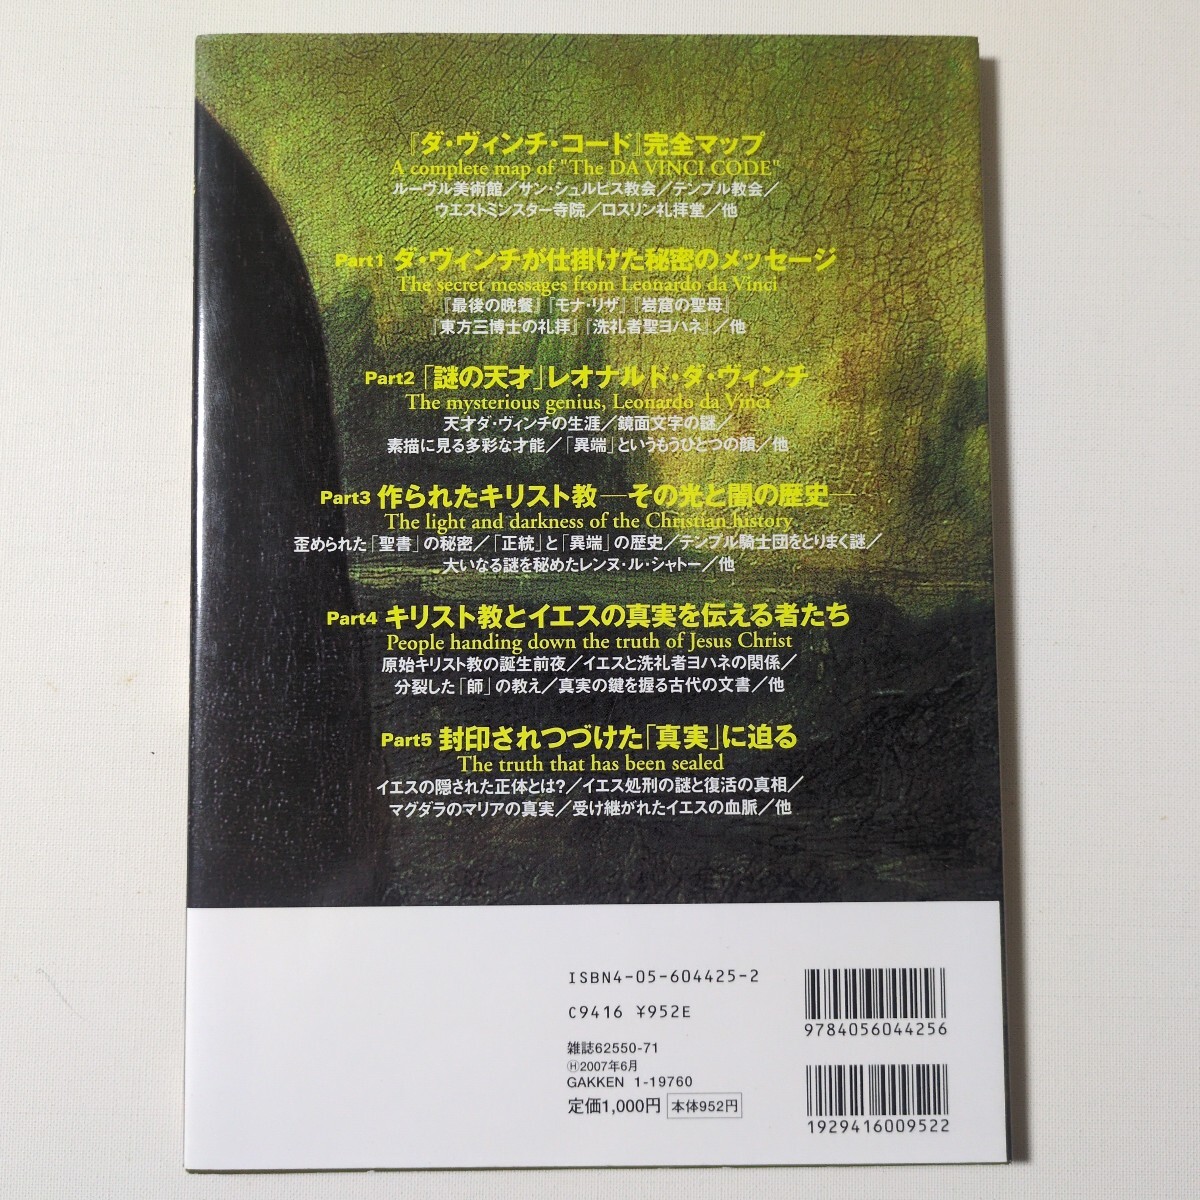 『ダ・ヴィンチ・コード』完全マップ
A complete map of "The DA VINCI CODE"
ルーヴル美術館／サン・シュルピス教会／テンプル教会／
ウエストミンスター寺院／ロスリン礼拝堂／他
Part1 ダ・ヴィンチが仕掛けた秘密のメッセージ
The secret messages from Leonardo da Vinci
『最後の晩餐』『モナ・リザ』『岩窟の聖母』
『東方三博士の礼拝』『洗礼者聖ヨハネ』／他
Part2 「謎の天才」レオナルド・ダ・ヴィンチ
The mysterious genius, Leonardo da Vinci
天才ダ・ヴィンチの生涯／鏡面文字の謎／
素描に見る多彩な才能／「異端」というもうひとつの顔／他
Part3 作られたキリスト教―その光と闇の歴史―
The light and darkness of the Christian history
歪められた「聖書」の秘密／「正統」と「異端」の歴史／テンプル騎士団をとりまく謎／
大いなる謎を秘めたレンヌ・ル・シャトー／他
Part4 キリスト教とイエスの真実を伝える者たち
People handing down the truth of Jesus Christ
原始キリスト教の誕生前夜／イエスと洗礼者ヨハネの関係／
分裂した「師」の教え／真実の鍵を握る古代の文書／他
Part5 封印されつづけた「真実」に迫る
The truth that has been sealed
イエスの隠された正体とは?／イエス処刑の謎と復活の真相／
マグダラのマリアの真実／受け継がれたイエスの血脈／他
ISBN4-05-604425-2
C9416 ¥952E
雑誌62550-71
Ⓗ2007年6月
GAKKEN 1-19760
定価1,000円 本体952円
9784056044256
1929416009522